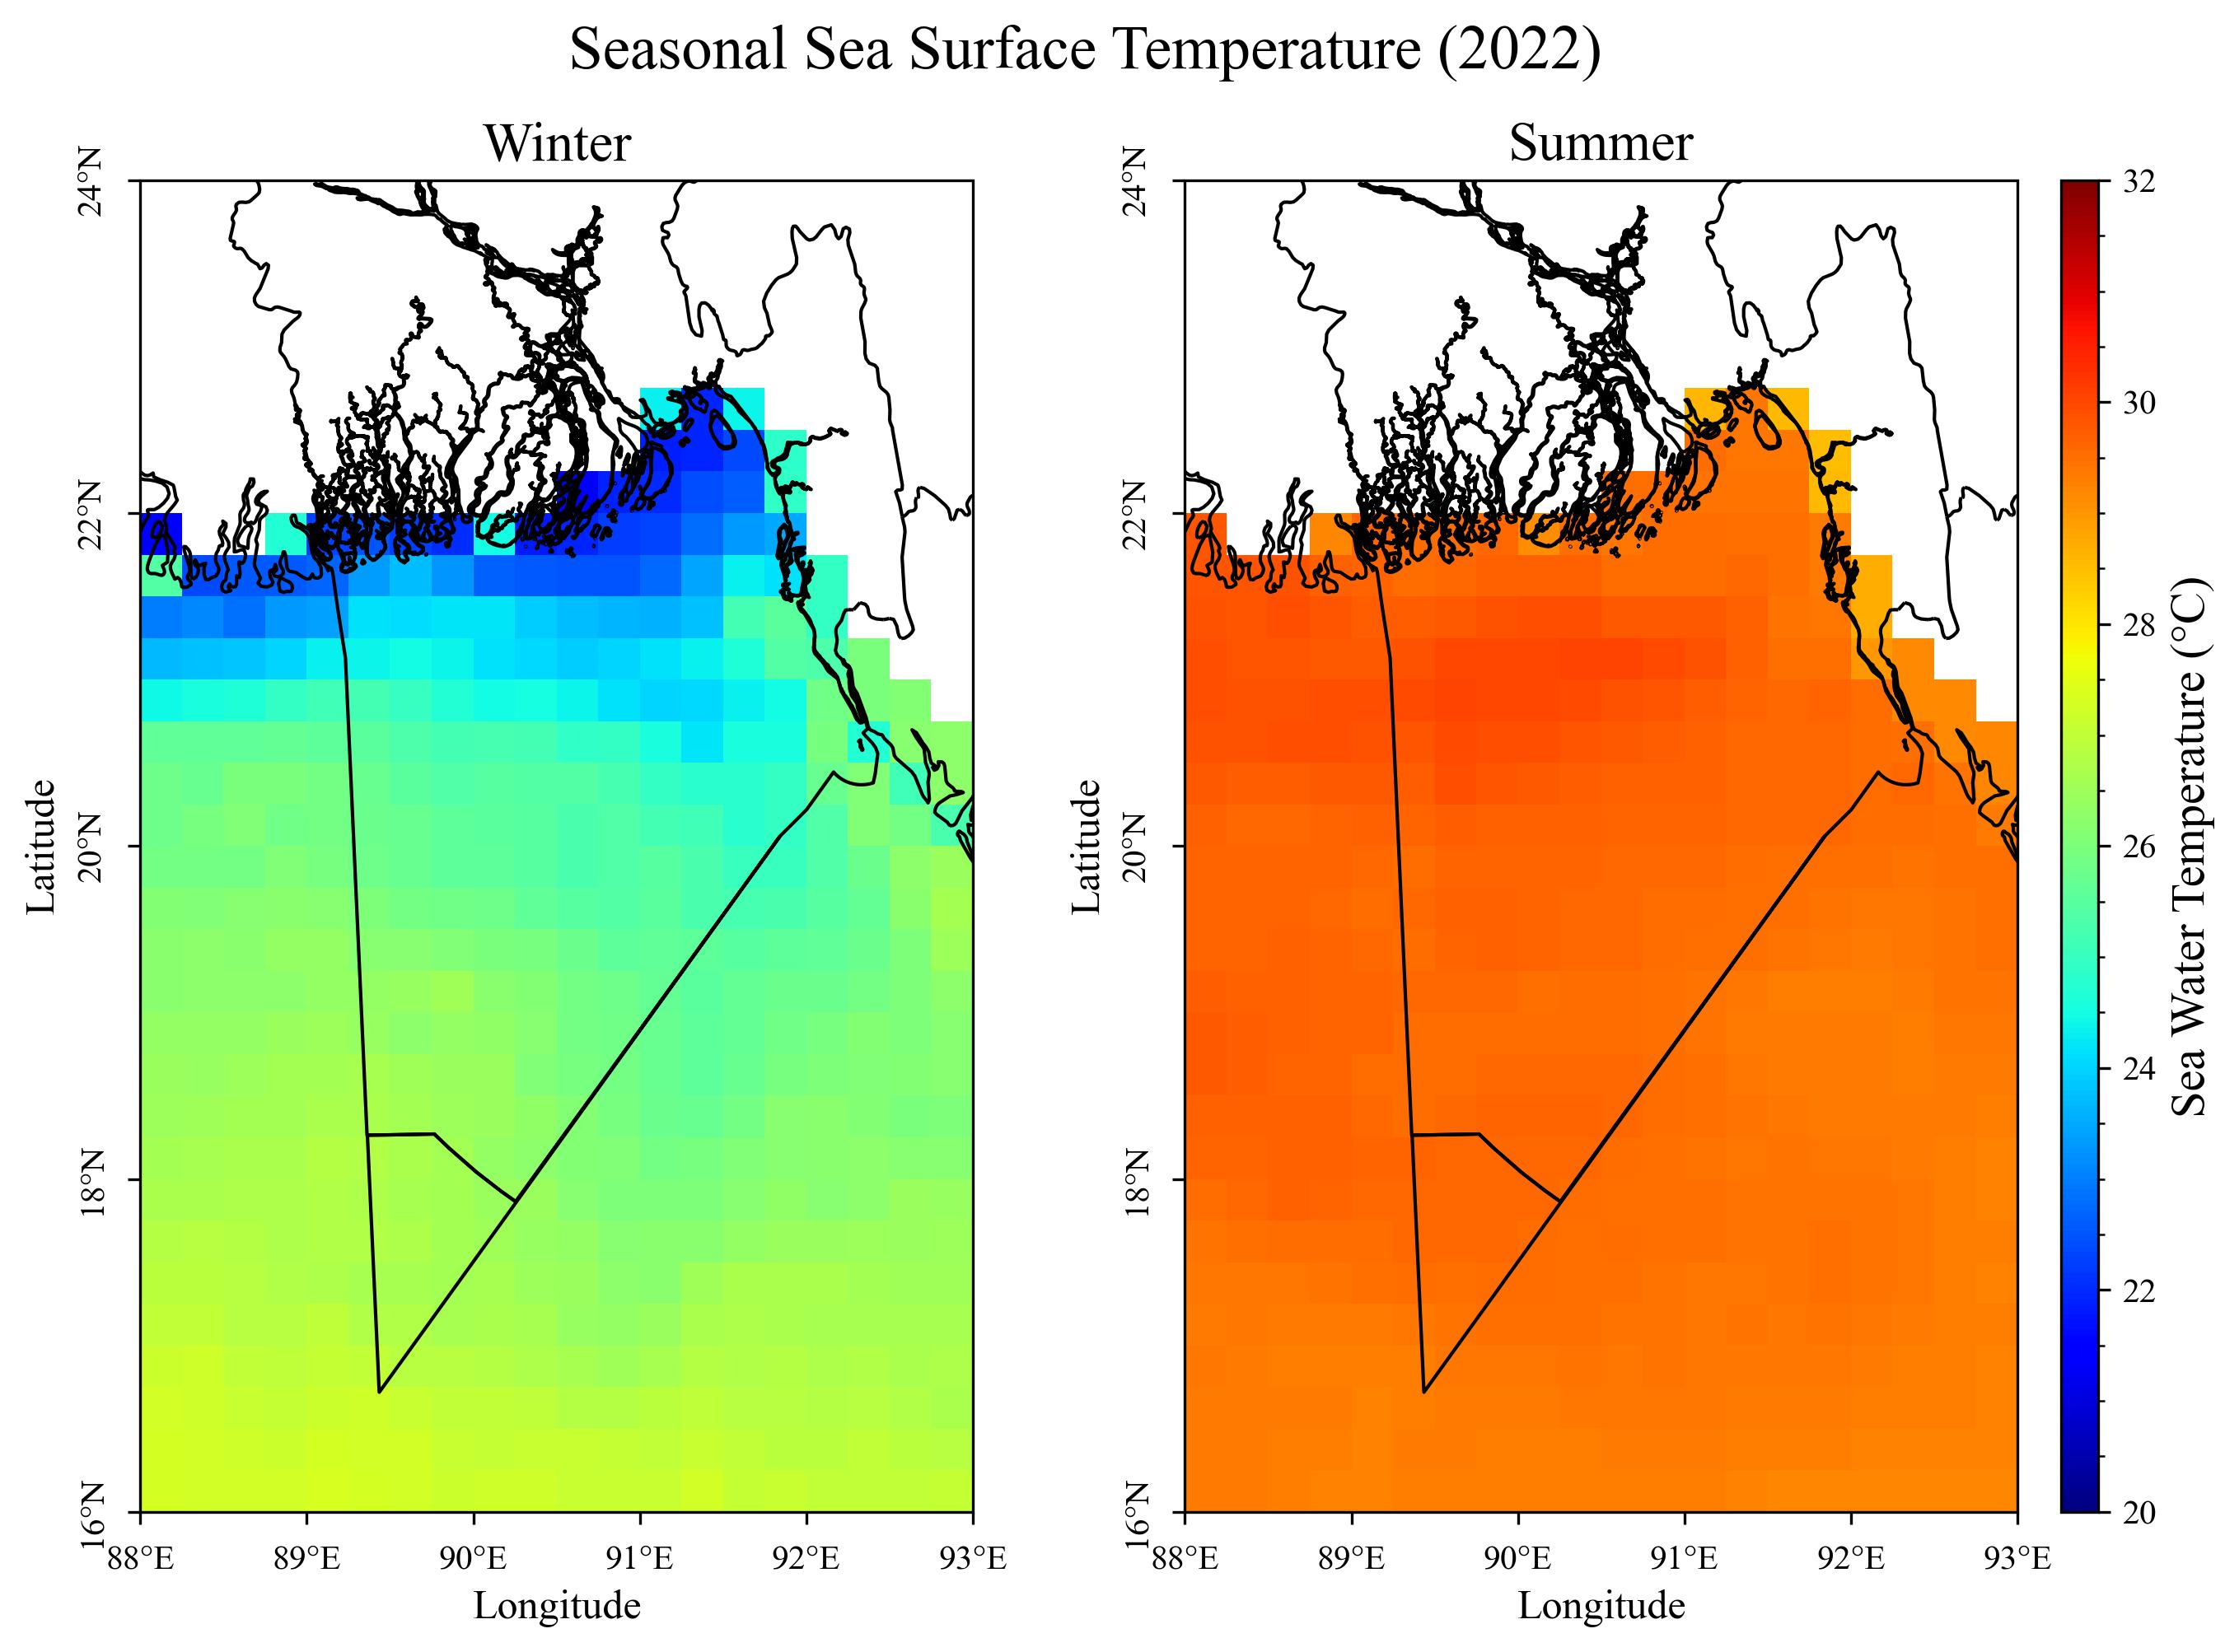 Seasonal Sea Surface Temperature (2022)
Winter
24°N
22°N
20°N
18°N
16°N
Latitude
88°E
89°E
90°E
91°E
92°E
93°E
Longitude
Summer
24°N
22°N
20°N
18°N
16°N
Latitude
88°E
89°E
90°E
91°E
92°E
93°E
Longitude
32
30
28
26
24
22
20
Sea Water Temperature (°C)